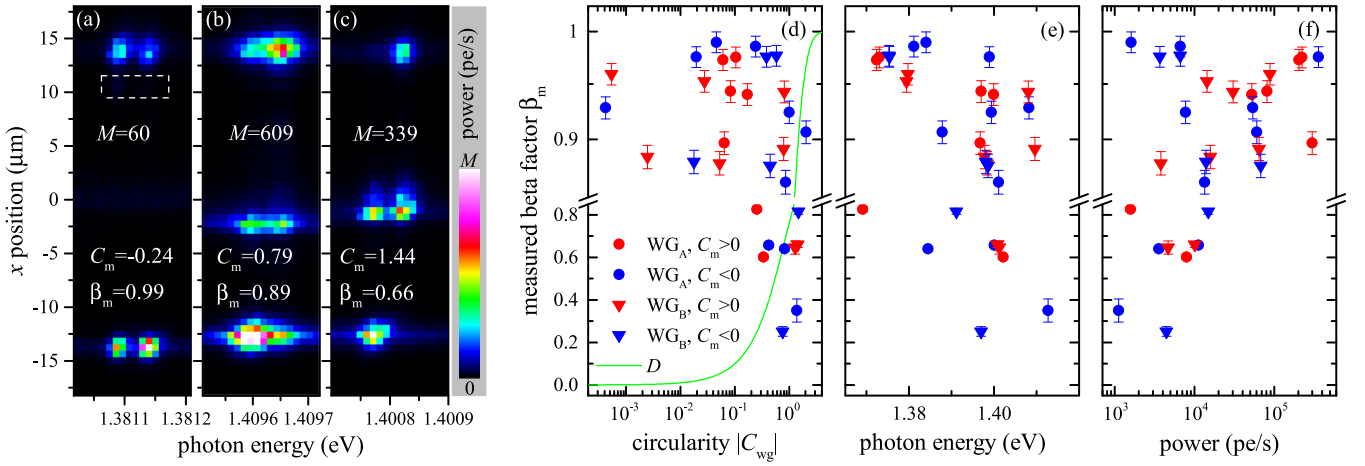 (a)
(b)
(c)
15
10
5
0
-5
-10
-15
x position (μm)
M=60
M=609
M=339
C_m=-0.24
β_m=0.99
C_m=0.79
β_m=0.89
C_m=1.44
β_m=0.66
1.3811 1.3812
1.4096 1.4097
1.4008 1.4009
photon energy (eV)
power (pe/s)
M
0
(d)
(e)
(f)
measured beta factor β_m
1
0.9
0.8
0.6
0.4
0.2
0.0
WG_A, C_m>0
WG_A, C_m<0
WG_B, C_m>0
WG_B, C_m<0
D
10^-3 10^-2 10^-1 10^0
circularity |C_wg|
1.38 1.40
photon energy (eV)
10^3 10^4 10^5
power (pe/s)